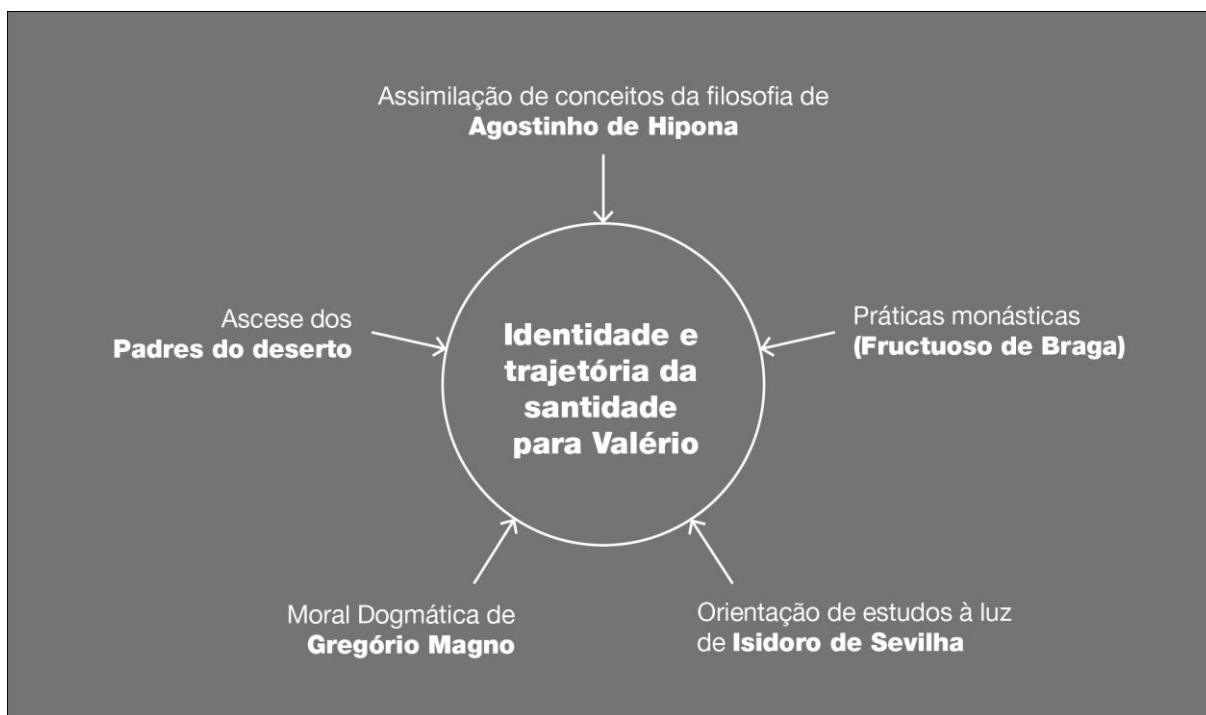 Assimilação de conceitos da filosofia de
Agostinho de Hipona
Ascese dos
Padres do deserto
Identidade e
trajetória da
santidade
para Valério
Práticas monásticas
(Fructuoso de Braga)
Moral Dogmática de
Gregório Magno
Orientação de estudos à luz
de Isidoro de Sevilha